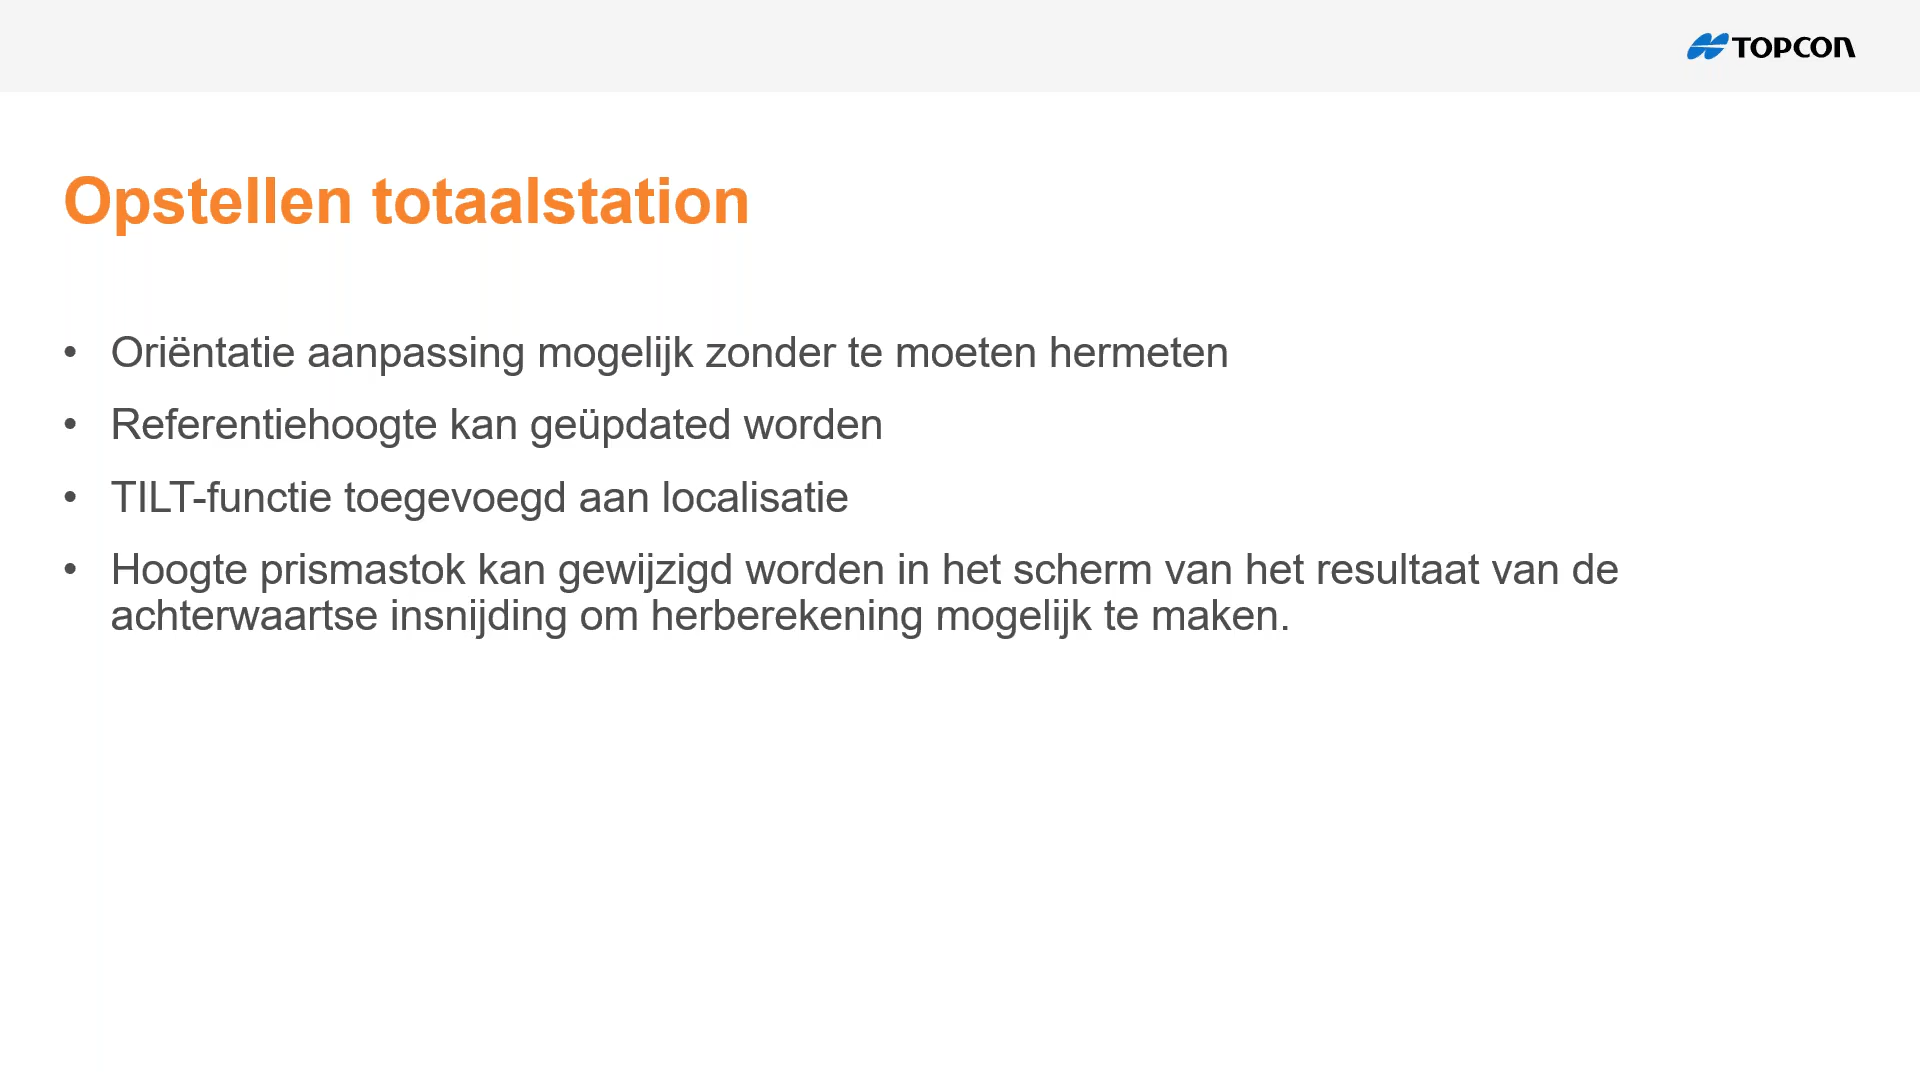 TOPCON
Opstellen totaalstation
• Oriëntatie aanpassing mogelijk zonder te moeten hermeten
• Referentiehoogte kan geüpdated worden
• TILT-functie toegevoegd aan localisatie
• Hoogte prismastok kan gewijzigd worden in het scherm van het resultaat van de
achterwaartse insnijding om herberekening mogelijk te maken.